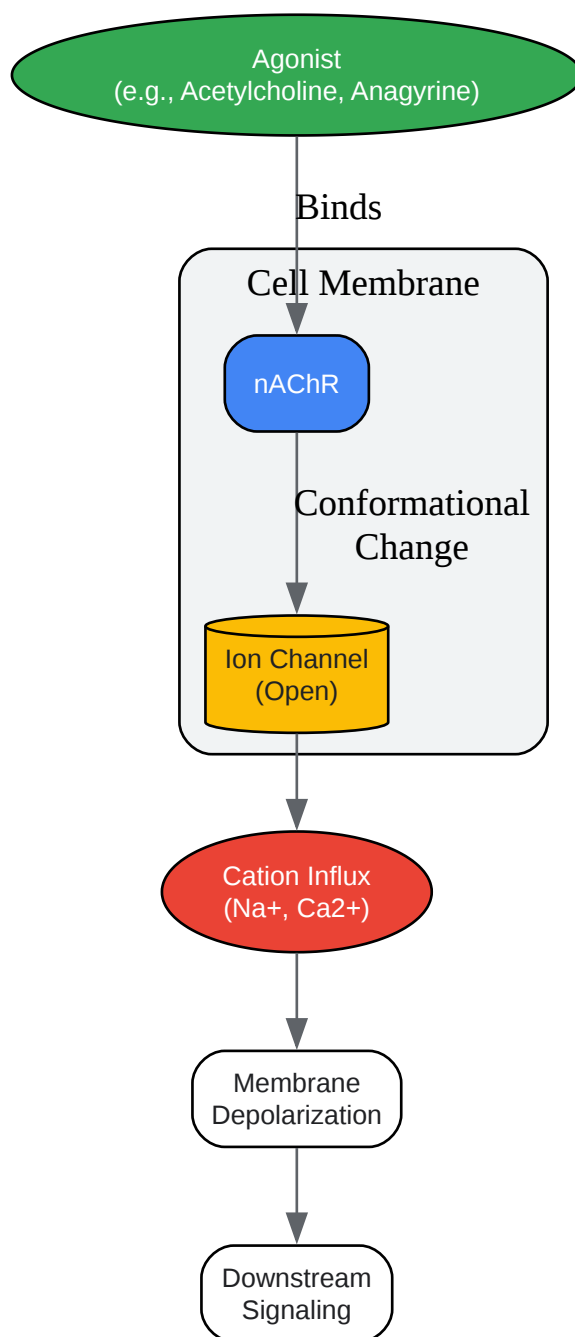 Agonist
(e.g., Acetylcholine, Anagyrine)
Binds
Cell Membrane
nAChR
Conformational
Change
Ion Channel
(Open)
Cation Influx
(Na+, Ca2+)
Membrane
Depolarization
Downstream
Signaling